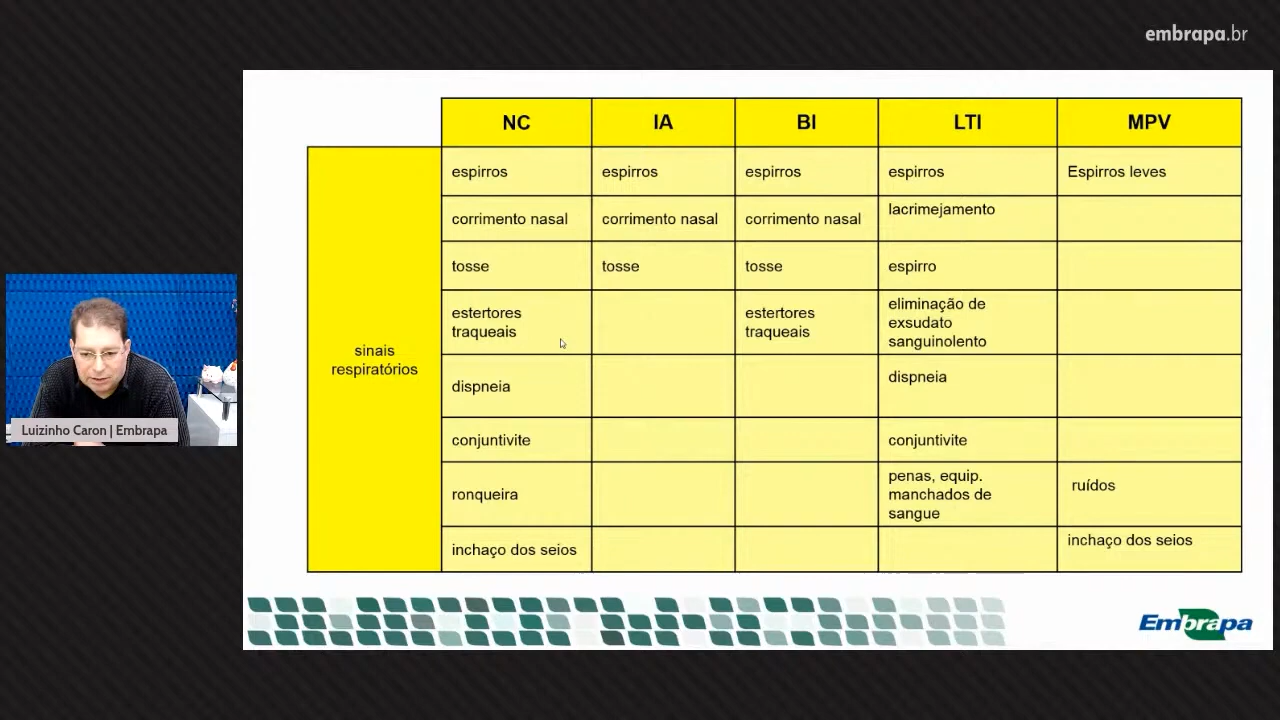 embrapa.br
NC IA BI LTI MPV
espirros espirros espirros espirros Espirros leves
corrimento nasal corrimento nasal corrimento nasal lacrimejamento
tosse tosse tosse espirro
estertores traqueais estertores traqueais eliminação de exsudato sanguinolento
sinais respiratórios
dispneia dispneia
conjuntivite conjuntivite
ronqueira penas, equip. manchados de sangue ruídos
inchaço dos seios inchaço dos seios
Luizinho Caron | Embrapa
Embrapa